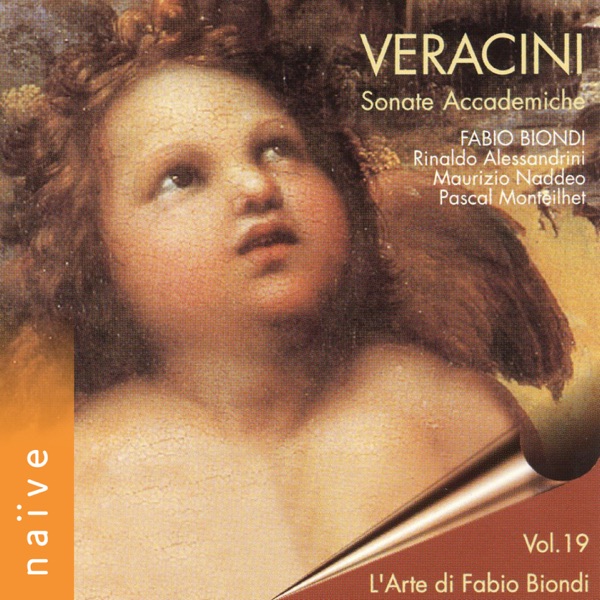 VERACINI
Sonate Accademiche
FABIO BIONDI
Rinaldo Alessandrini
Maurizio Naddeo
Pascal Monteilhet
naïve
Vol.19
L'Arte di Fabio Biondi